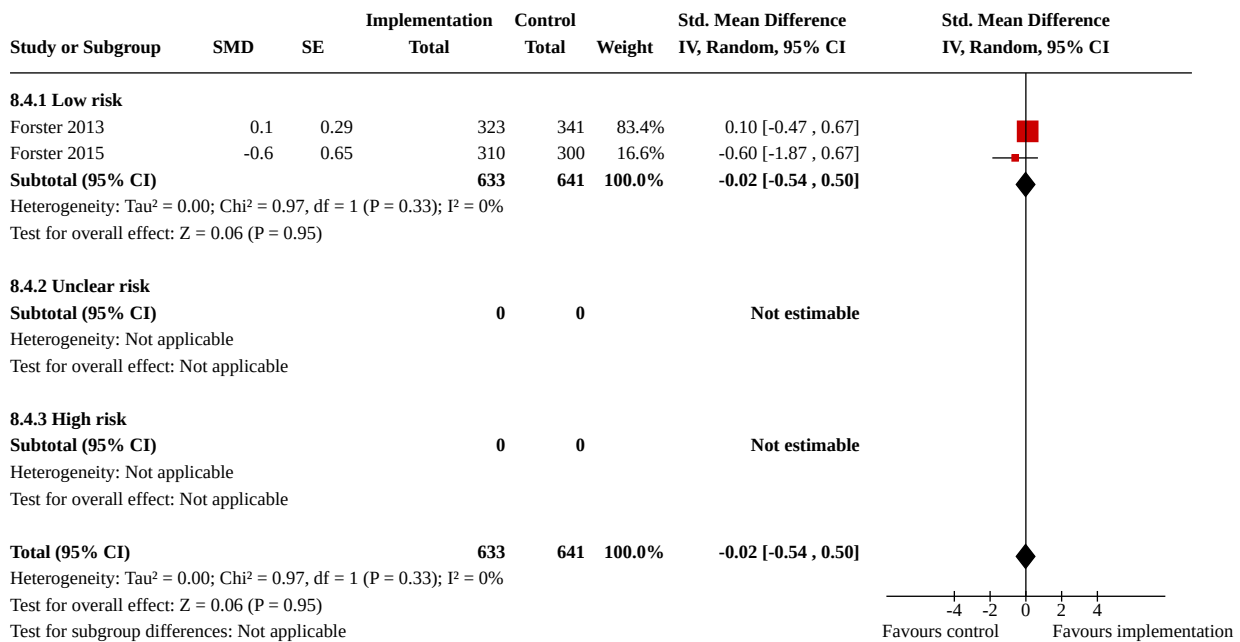 Implementation Control Std. Mean Difference Std. Mean Difference
Study or Subgroup SMD SE Total Total Weight IV, Random, 95% CI IV, Random, 95% CI
8.4.1 Low risk
Forster 2013 0.1 0.29 323 341 83.4% 0.10 [-0.47 , 0.67]
Forster 2015 -0.6 0.65 310 300 16.6% -0.60 [-1.87 , 0.67]
Subtotal (95% CI) 633 641 100.0% -0.02 [-0.54 , 0.50]
Heterogeneity: Tau² = 0.00; Chi² = 0.97, df = 1 (P = 0.33); I² = 0%
Test for overall effect: Z = 0.06 (P = 0.95)
8.4.2 Unclear risk
Subtotal (95% CI) 0 0 Not estimable
Heterogeneity: Not applicable
Test for overall effect: Not applicable
8.4.3 High risk
Subtotal (95% CI) 0 0 Not estimable
Heterogeneity: Not applicable
Test for overall effect: Not applicable
Total (95% CI) 633 641 100.0% -0.02 [-0.54 , 0.50]
Heterogeneity: Tau² = 0.00; Chi² = 0.97, df = 1 (P = 0.33); I² = 0%
Test for overall effect: Z = 0.06 (P = 0.95) -4 -2 0 2 4
Test for subgroup differences: Not applicable Favours control Favours implementation